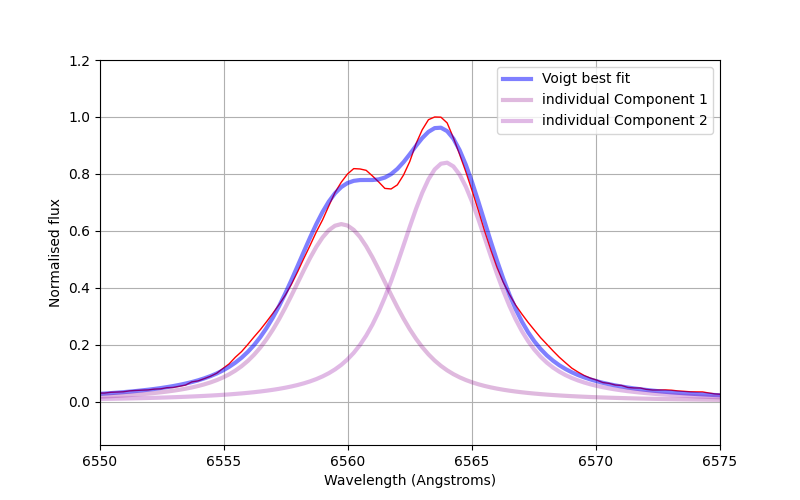 1.2
1.0
0.8
0.6
0.4
0.2
0.0
Normalised flux
Voigt best fit
individual Component 1
individual Component 2
6550 6555 6560 6565 6570 6575
Wavelength (Angstroms)